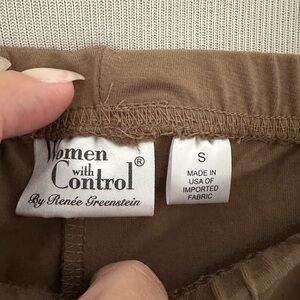 Women
with
Control®
By Renée Greenstein
S
MADE IN
USA OF
IMPORTED
FABRIC